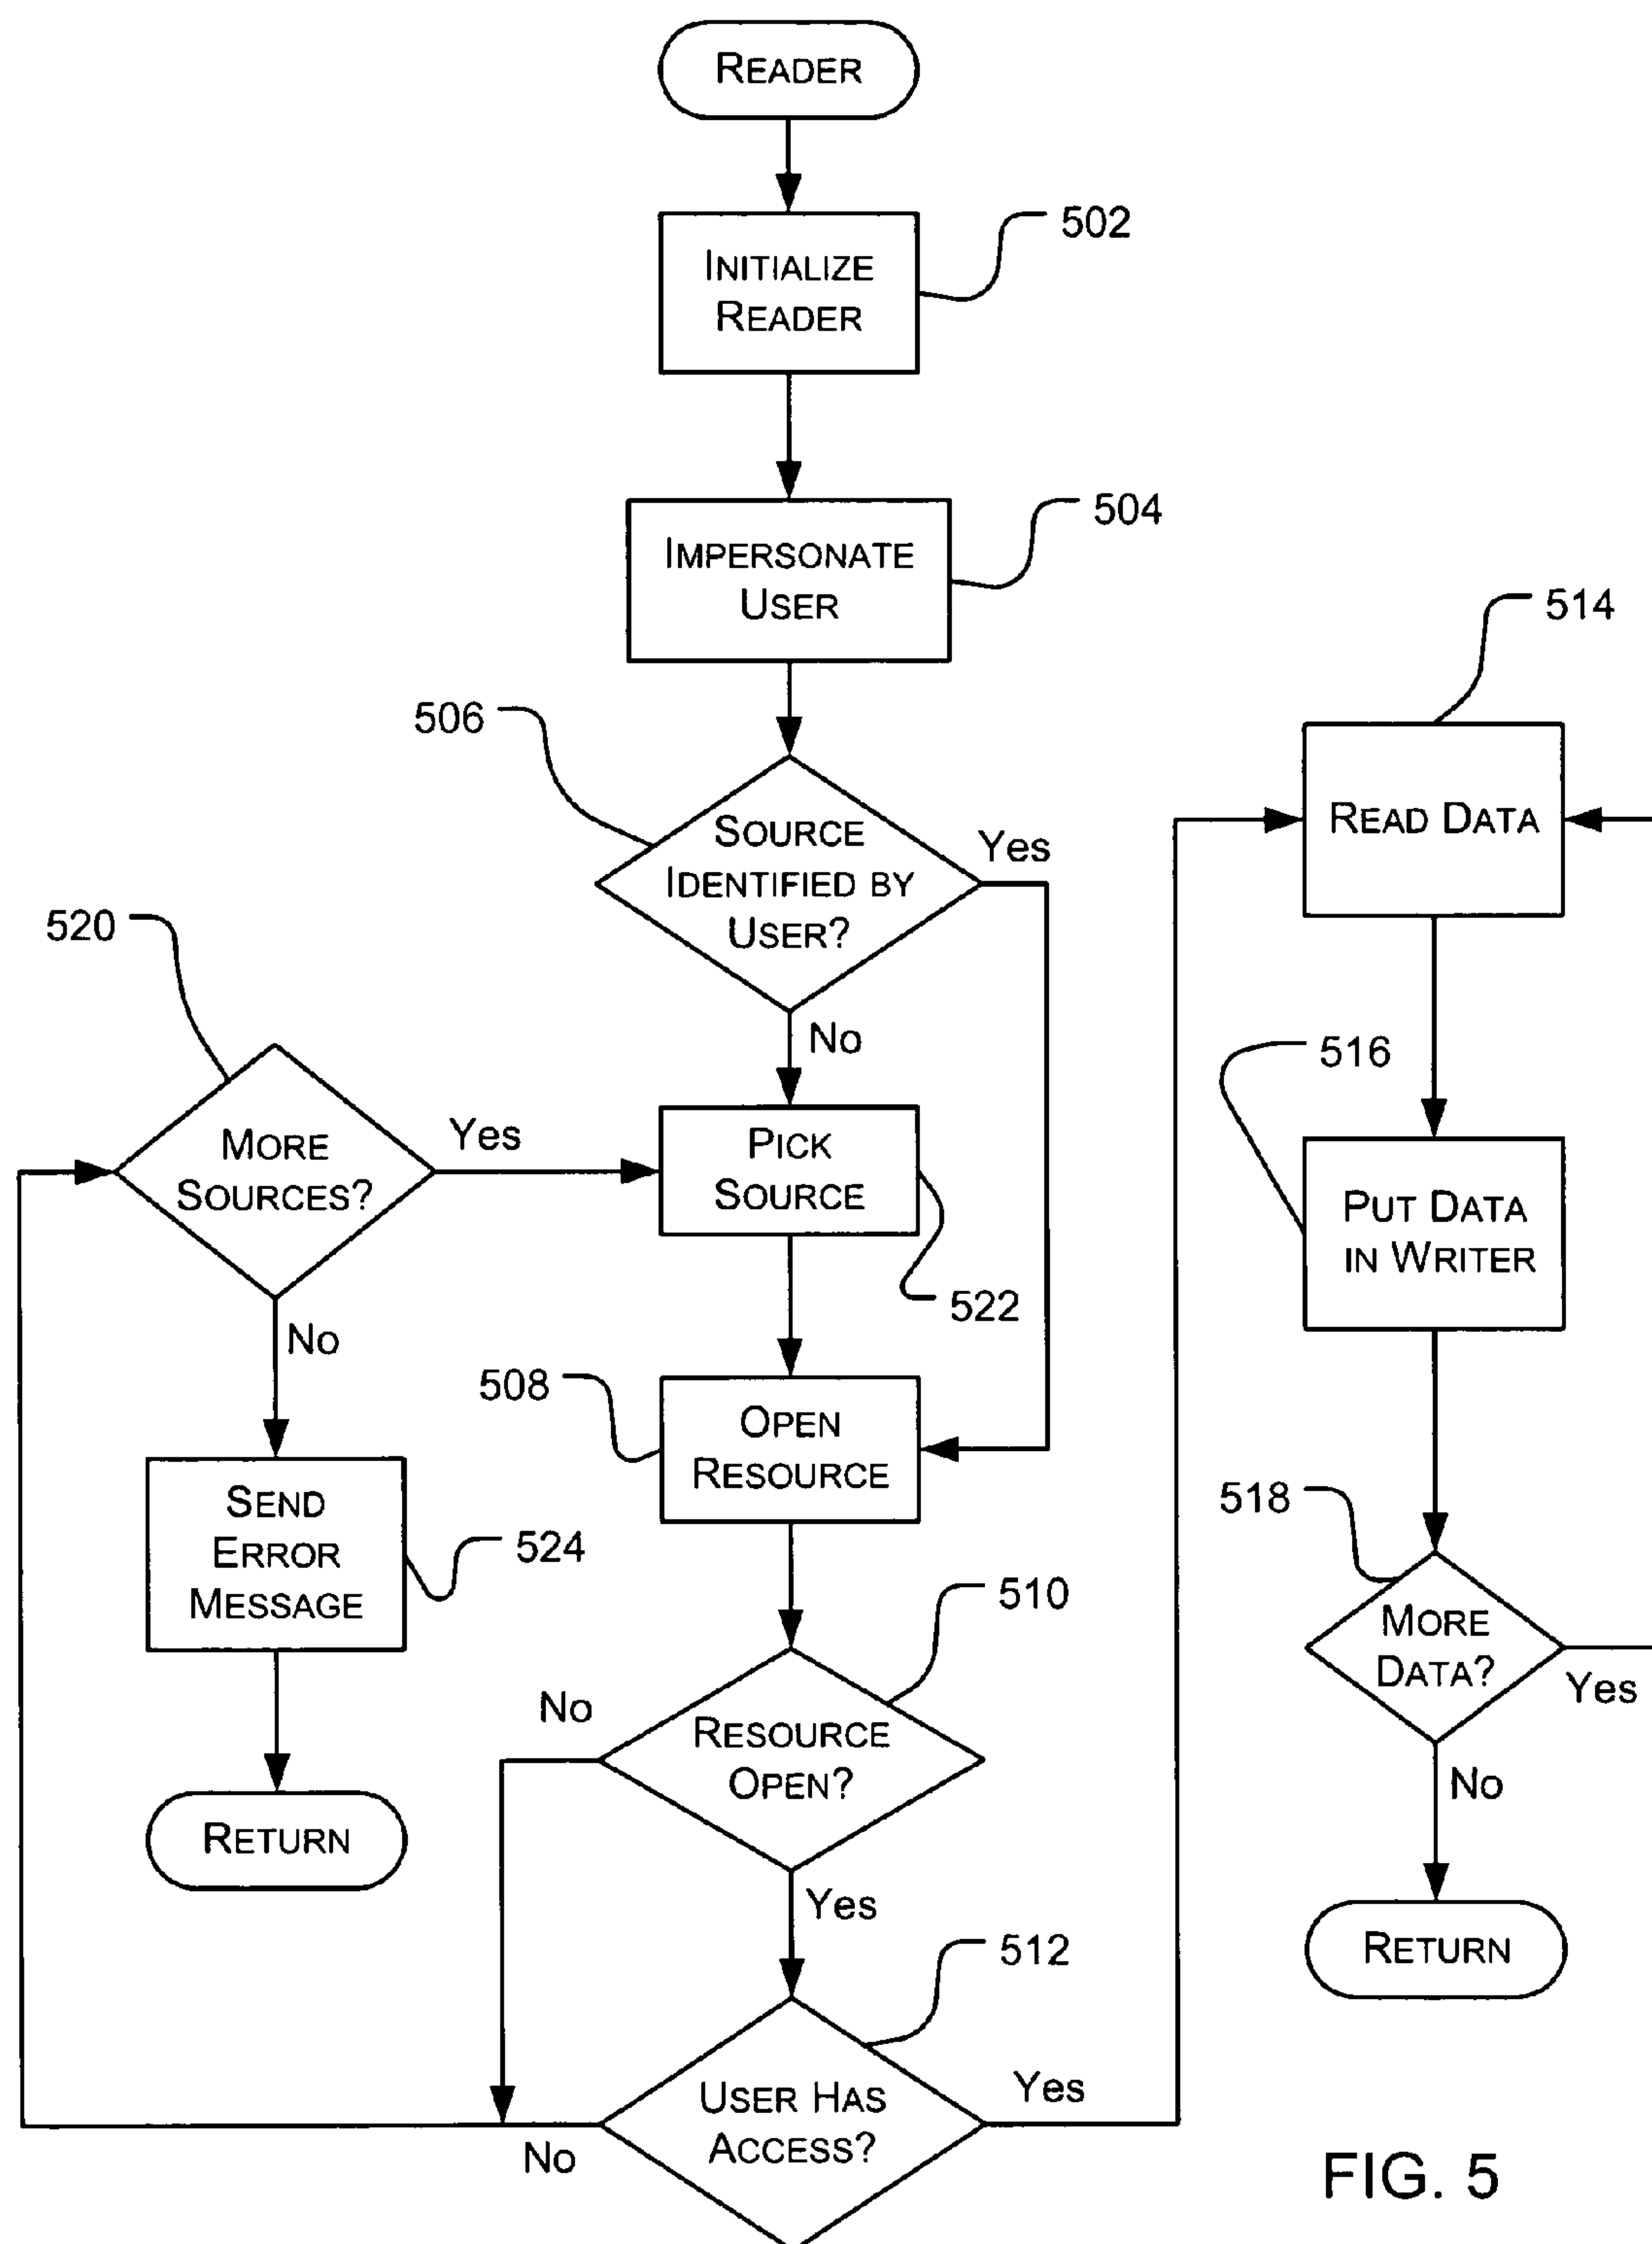 READER
502
INITIALIZE
READER
504
IMPERSONATE
USER
506
SOURCE
IDENTIFIED BY
USER?
Yes
No
520
MORE
SOURCES?
Yes
No
PICK
SOURCE
522
508
OPEN
RESOURCE
SEND
ERROR
MESSAGE
524
RETURN
510
RESOURCE
OPEN?
No
Yes
512
USER HAS
ACCESS?
Yes
No
514
READ DATA
516
PUT DATA
IN WRITER
518
MORE
DATA?
Yes
No
RETURN
FIG. 5